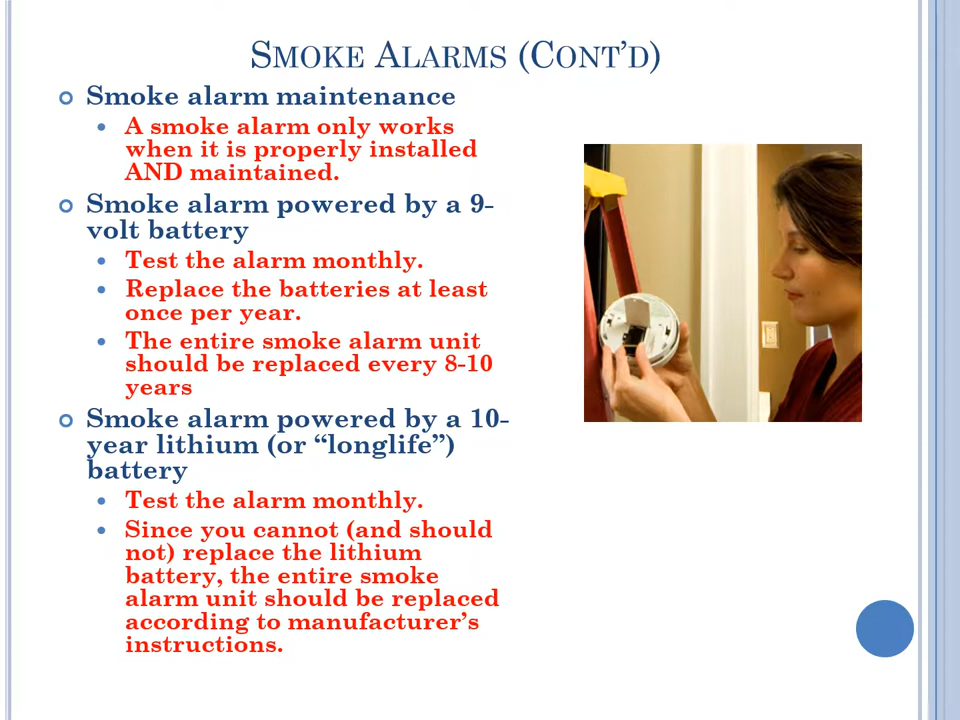 Smoke Alarms (Cont’d)
Smoke alarm maintenance
A smoke alarm only works
when it is properly installed
AND maintained.
Smoke alarm powered by a 9-
volt battery
Test the alarm monthly.
Replace the batteries at least
once per year.
The entire smoke alarm unit
should be replaced every 8-10
years
Smoke alarm powered by a 10-
year lithium (or “longlife”)
battery
Test the alarm monthly.
Since you cannot (and should
not) replace the lithium
battery, the entire smoke
alarm unit should be replaced
according to manufacturer’s
instructions.